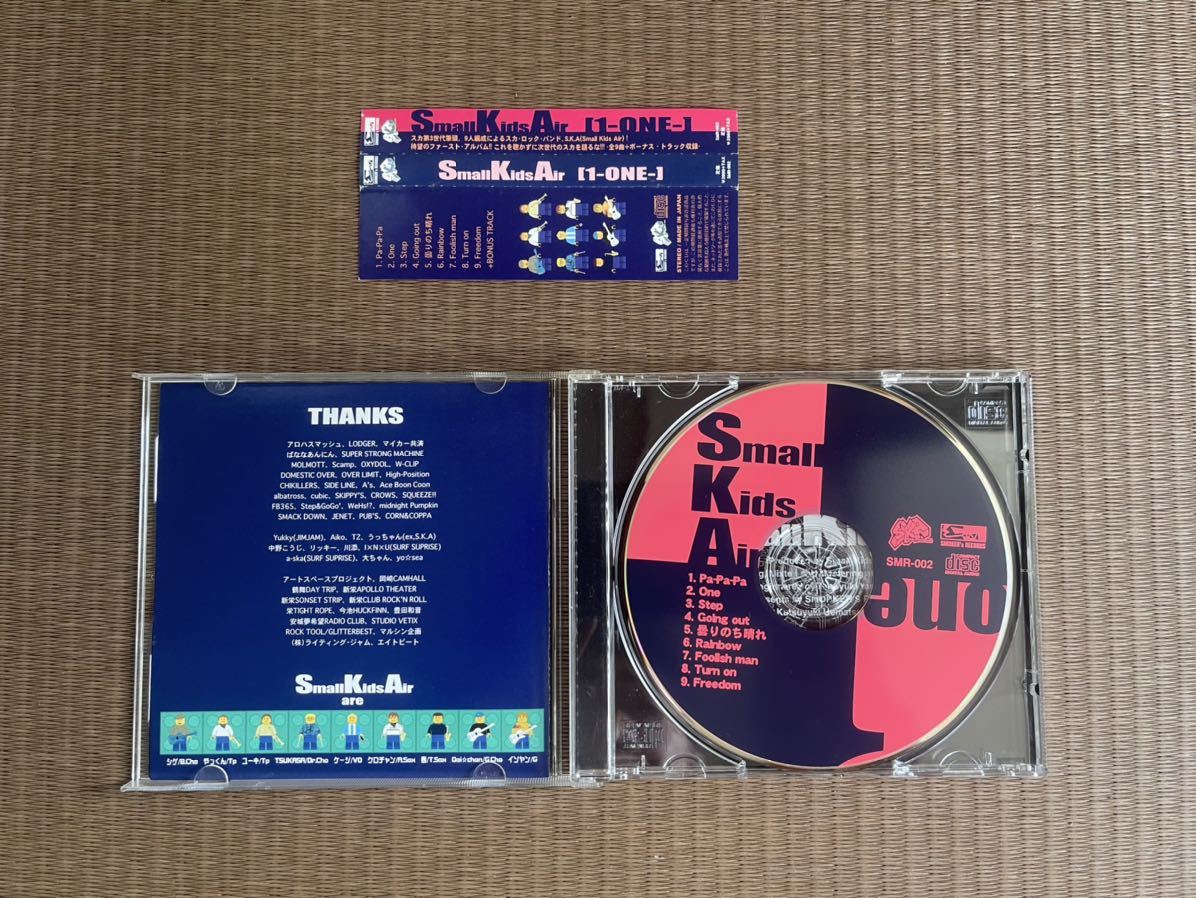 SmallKidsAir [1-ONE-]
スカ第3世代筆頭、9人編成によるスカ・ロック・バンド、S.K.A(Small Kids Air)!
待望のファースト・アルバム!! これを聴かずに次世代のスカを語るな!!! 全9曲+ボーナス・トラック収録
SmallKidsAir [1-ONE-]
1. Pa-Pa-Pa
2. One
3. Step
4. Going out
5. 曇りのち晴れ
6. Rainbow
7. Foolish man
8. Turn on
9. Freedom
+BONUS TRACK
STEREO / MADE IN JAPAN
THANKS
アロハスマッシュ、LODGER、マイカー共済
ばななあんにん、SUPER STRONG MACHINE
MOLMOTT、Scamp、OXYDOL、W-CLIP
DOMESTIC OVER、OVER LIMIT、High-Position
CHIKILLERS、SIDE LINE、A's、Ace Boon Coon
albatross、cubic、SKIPPY'S、CROWS、SQUEEZE!!
FB365、Step&GoGo'、WeHs!?、midnight Pumpkin
SMACK DOWN、JENET、PUB'S、CORN&COPPA
Yukky(JIMJAM)、Aiko、T2、うっちゃん(ex,S.K.A)
中野こうじ、リッキー、川添、I×N×U(SURF SUPRISE)
a-ska(SURF SUPRISE)、大ちゃん、yo☆sea
アートスペースプロジェクト、岡崎CAMHALL
鶴舞DAY TRIP、新栄APOLLO THEATER
新栄SONSET STRIP、新栄CLUB ROCK'N ROLL
栄TIGHT ROPE、今池HUCKFINN、豊田和音
安城夢希望RADIO CLUB、STUDIO VETIX
ROCK TOOL/GLITTERBEST、マルシン企画
(株)ライティング・ジャム、エイトビート
SmallKidsAir
are
シゲ/B.Cho やっくん/Tp ユーキ/Tp TSUKASA/Dr.Cho ケージ/VO クロチャン/A.Sax 暮/T.Sax Dai☆chan/G.Cho インヤン/G
Small
Kids
Air
1. Pa-Pa-Pa
2. One
3. Step
4. Going out
5. 曇りのち晴れ
6. Rainbow
7. Foolish man
8. Turn on
9. Freedom
one
SMOKER's RECORDS
SMR-002
disc
DIGITAL AUDIO